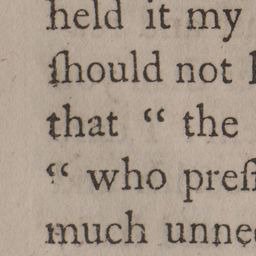 held it my
ſhould not
that “ the
“ who preſ
much unne